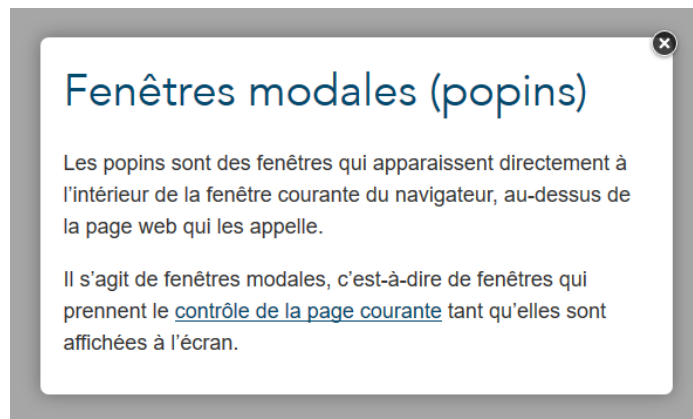 Fenêtres modales (popins)
Les popins sont des fenêtres qui apparaissent directement à
l’intérieur de la fenêtre courante du navigateur, au-dessus de
la page web qui les appelle.
Il s’agit de fenêtres modales, c’est-à-dire de fenêtres qui
prennent le contrôle de la page courante tant qu’elles sont
affichées à l’écran.